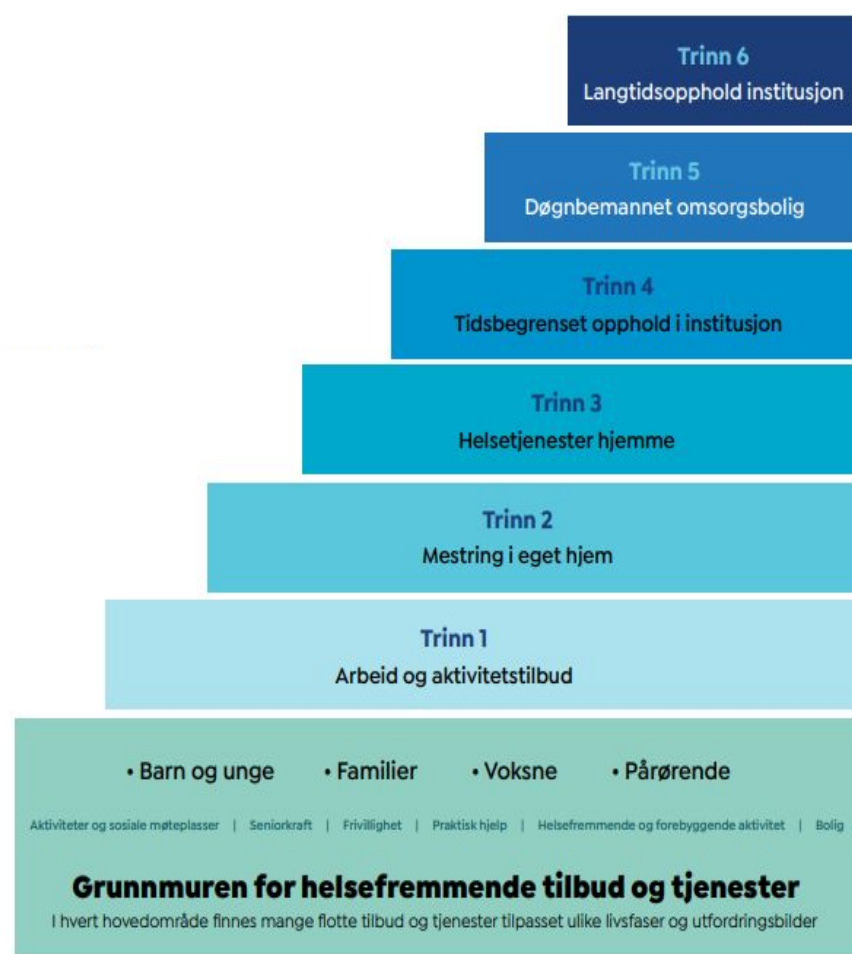 Trinn 6
Langtidsopphold institusjon
Trinn 5
Døgnbemannet omsorgsbolig
Trinn 4
Tidsbegrenset opphold i institusjon
Trinn 3
Helsetjenester hjemme
Trinn 2
Mestring i eget hjem
Trinn 1
Arbeid og aktivitetstilbud
• Barn og unge • Familier • Voksne • Pårørende
Aktiviteter og sosiale møteplasser | Seniorkraft | Frivillighet | Praktisk hjelp | Helsefremmende og forebyggende aktivitet | Bolig
Grunnmuren for helsefremmende tilbud og tjenester
I hvert hovedområde finnes mange flotte tilbud og tjenester tilpasset ulike livsfaser og utfordringsbilder